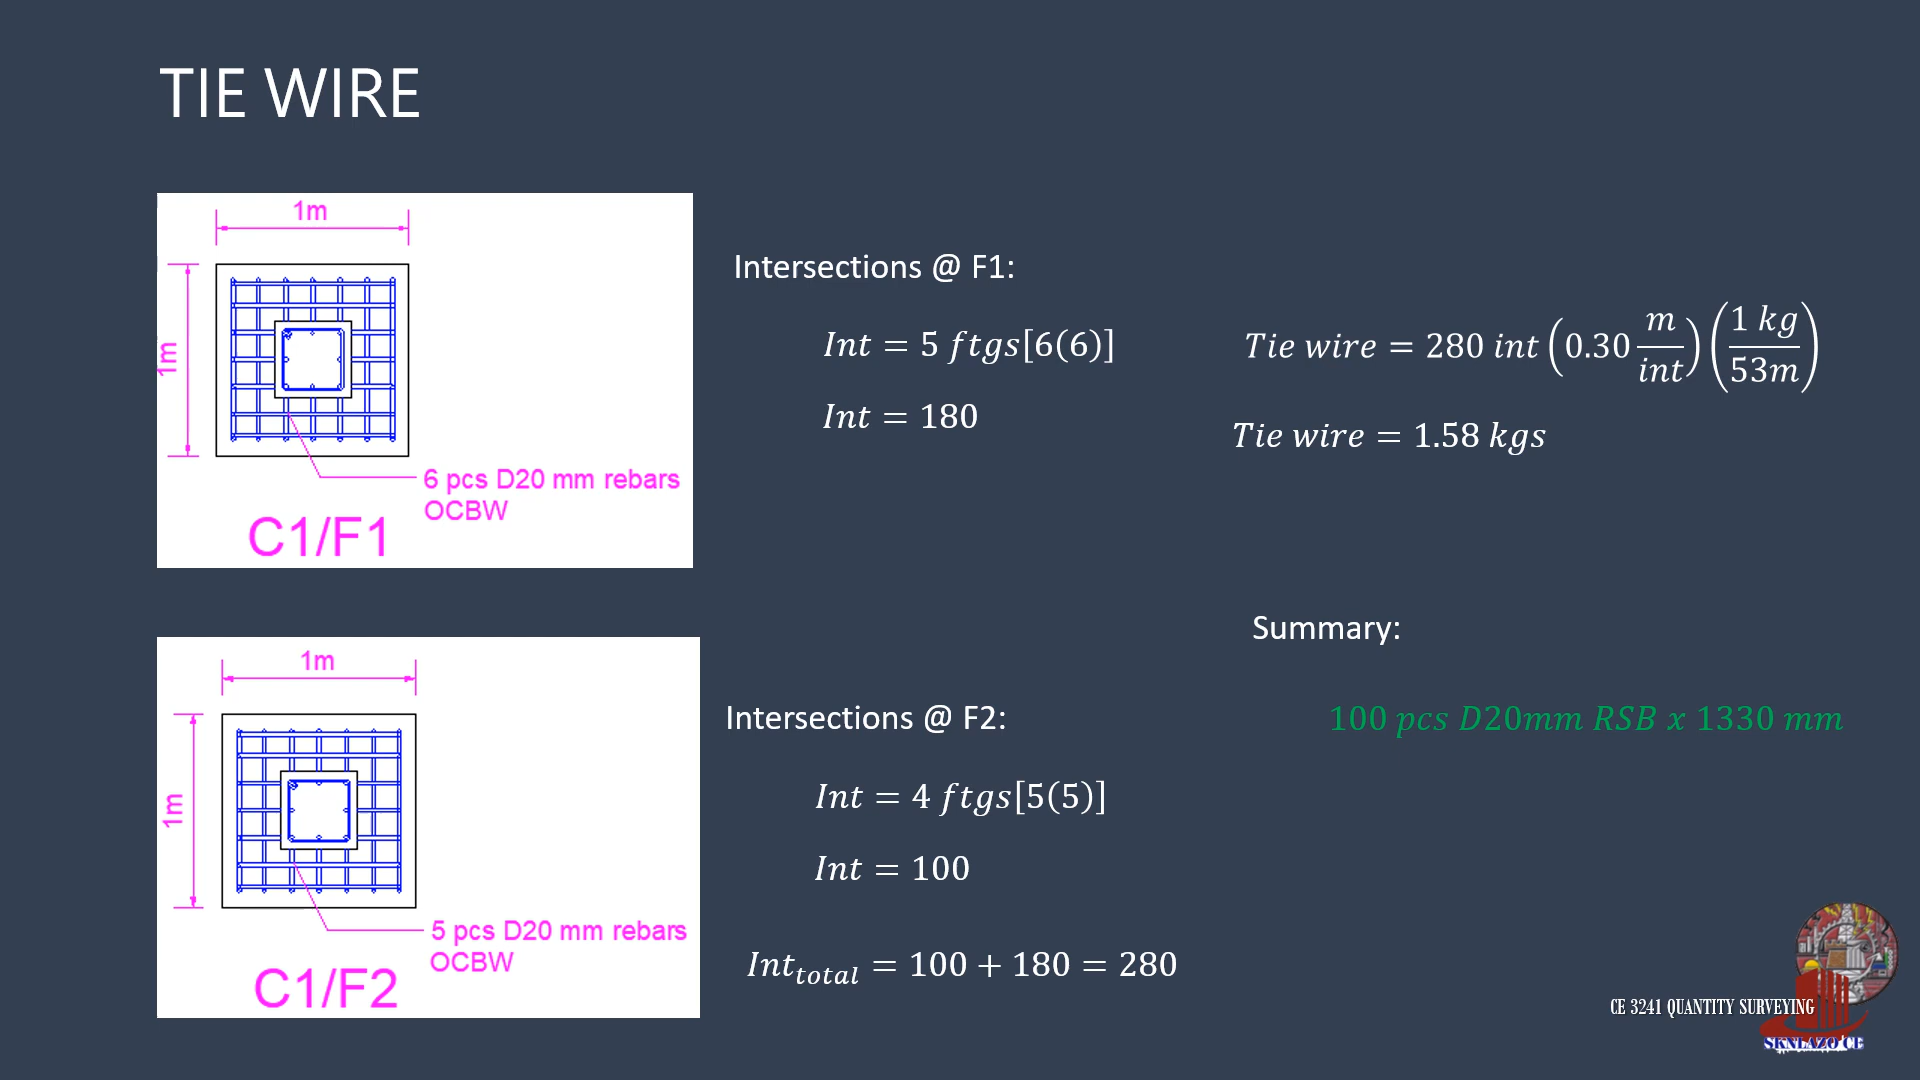 TIE WIRE
1m
1m
6 pcs D20 mm rebars
OCBW
C1/F1
Intersections @ F1:
Int = 5 ftgs[6(6)]
Int = 180
Tie wire = 280 int (0.30 m/int)(1 kg/53m)
Tie wire = 1.58 kgs
1m
1m
5 pcs D20 mm rebars
OCBW
C1/F2
Intersections @ F2:
Int = 4 ftgs[5(5)]
Int = 100
Int_total = 100 + 180 = 280
Summary:
100 pcs D20mm RSB x 1330 mm
CE 3241 QUANTITY SURVEYING
SKNLAZO CE